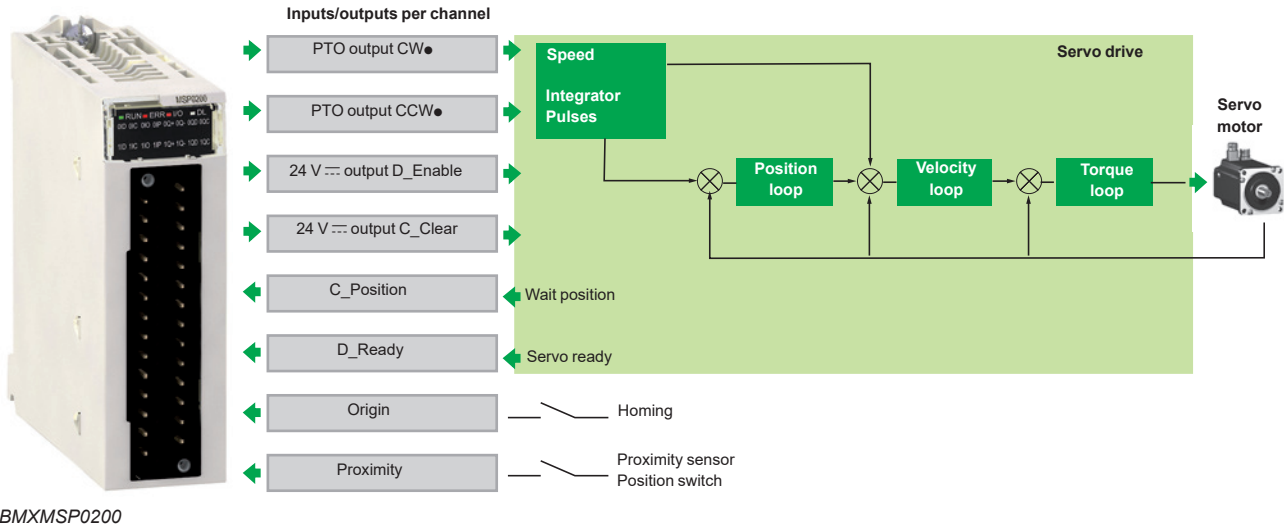 Inputs/outputs per channel
PTO output CW●
PTO output CCW●
24 V ⎓ output D_Enable
24 V ⎓ output C_Clear
C_Position
D_Ready
Origin
Proximity
Servo drive
Speed
Integrator
Pulses
Position
loop
Velocity
loop
Torque
loop
Servo
motor
Wait position
Servo ready
Homing
Proximity sensor
Position switch
MSP0200
RUN ERR I/O DL
BMXMSP0200